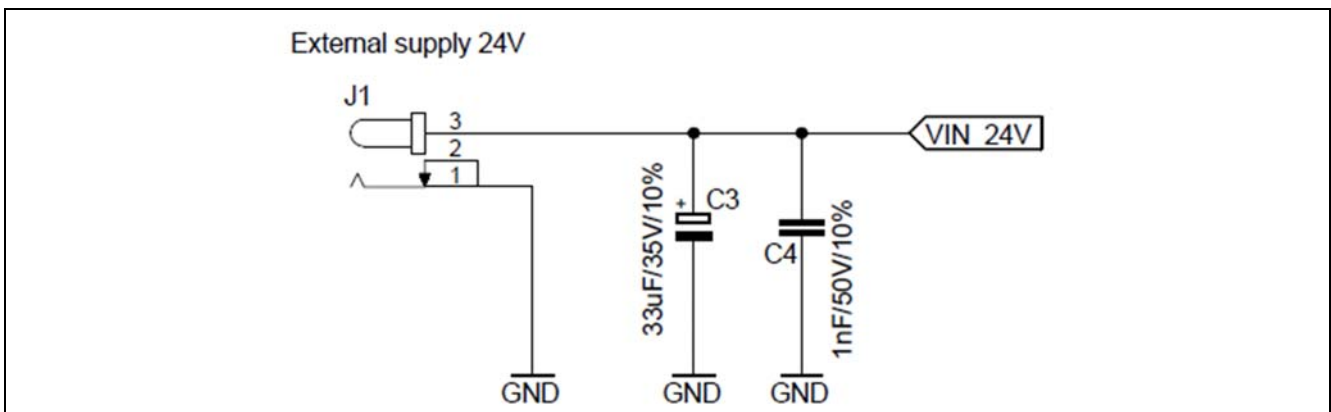 External supply 24V
J1
3
2
1
VIN 24V
+
C3
33uF/35V/10%
C4
1nF/50V/10%
GND
GND
GND